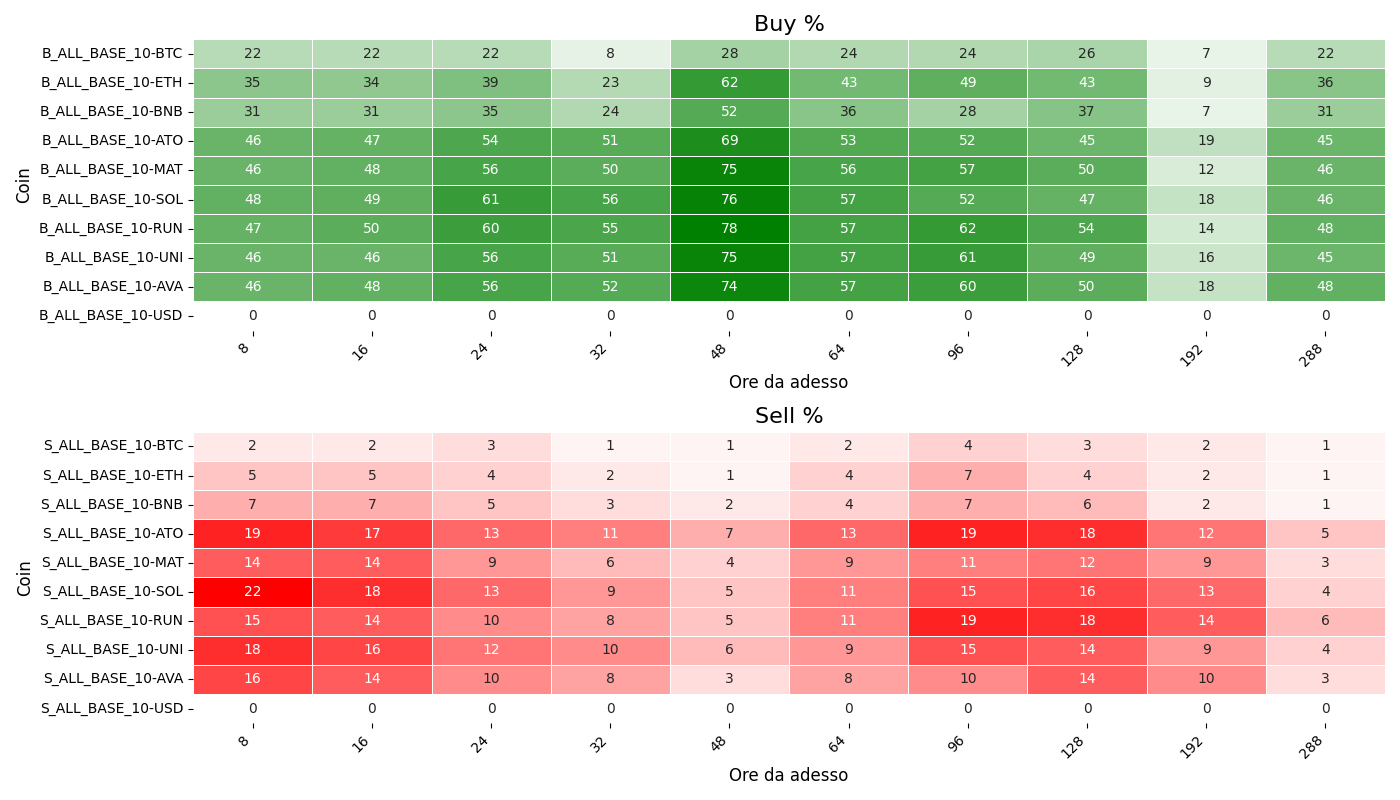 Buy %
Coin
B_ALL_BASE_10-BTC 22 22 22 8 28 24 24 26 7 22
B_ALL_BASE_10-ETH 35 34 39 23 62 43 49 43 9 36
B_ALL_BASE_10-BNB 31 31 35 24 52 36 28 37 7 31
B_ALL_BASE_10-ATO 46 47 54 51 69 53 52 45 19 45
B_ALL_BASE_10-MAT 46 48 56 50 75 56 57 50 12 46
B_ALL_BASE_10-SOL 48 49 61 56 76 57 52 47 18 46
B_ALL_BASE_10-RUN 47 50 60 55 78 57 62 54 14 48
B_ALL_BASE_10-UNI 46 46 56 51 75 57 61 49 16 45
B_ALL_BASE_10-AVA 46 48 56 52 74 57 60 50 18 48
B_ALL_BASE_10-USD 0 0 0 0 0 0 0 0 0 0
8 16 24 32 48 64 96 128 192 288
Ore da adesso
Sell %
Coin
S_ALL_BASE_10-BTC 2 2 3 1 1 2 4 3 2 1
S_ALL_BASE_10-ETH 5 5 4 2 1 4 7 4 2 1
S_ALL_BASE_10-BNB 7 7 5 3 2 4 7 6 2 1
S_ALL_BASE_10-ATO 19 17 13 11 7 13 19 18 12 5
S_ALL_BASE_10-MAT 14 14 9 6 4 9 11 12 9 3
S_ALL_BASE_10-SOL 22 18 13 9 5 11 15 16 13 4
S_ALL_BASE_10-RUN 15 14 10 8 5 11 19 18 14 6
S_ALL_BASE_10-UNI 18 16 12 10 6 9 15 14 9 4
S_ALL_BASE_10-AVA 16 14 10 8 3 8 10 14 10 3
S_ALL_BASE_10-USD 0 0 0 0 0 0 0 0 0 0
8 16 24 32 48 64 96 128 192 288
Ore da adesso